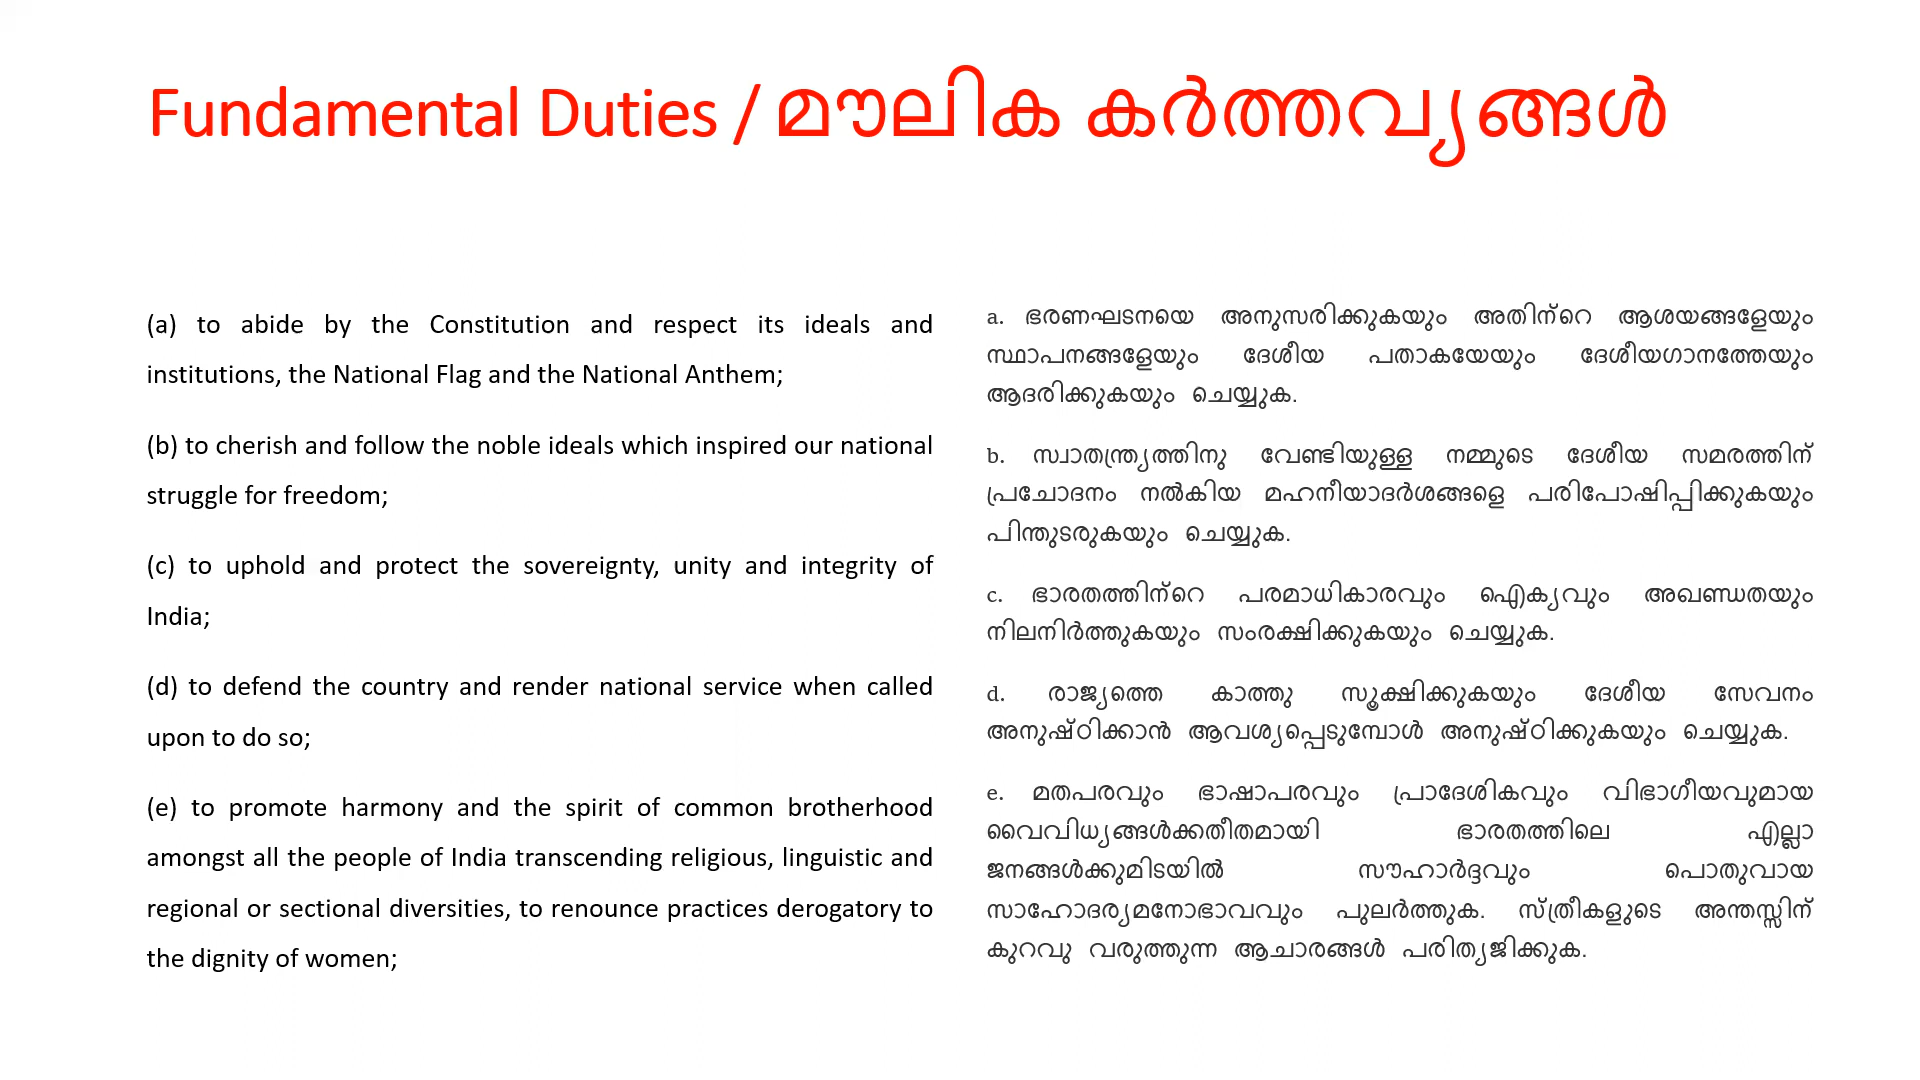 Fundamental Duties / മൗലിക കർത്തവ്യങ്ങൾ
(a) to abide by the Constitution and respect its ideals and
institutions, the National Flag and the National Anthem;
(b) to cherish and follow the noble ideals which inspired our national
struggle for freedom;
(c) to uphold and protect the sovereignty, unity and integrity of
India;
(d) to defend the country and render national service when called
upon to do so;
(e) to promote harmony and the spirit of common brotherhood
amongst all the people of India transcending religious, linguistic and
regional or sectional diversities, to renounce practices derogatory to
the dignity of women;
a. ഭരണഘടനയെ അനുസരിക്കുകയും അതിന്റെ ആശയങ്ങളേയും
സ്ഥാപനങ്ങളേയും ദേശീയ പതാകയേയും ദേശീയഗാനത്തേയും
ആദരിക്കുകയും ചെയ്യുക.
b. സ്വാതന്ത്ര്യത്തിനു വേണ്ടിയുള്ള നമ്മുടെ ദേശീയ സമരത്തിന്
പ്രചോദനം നൽകിയ മഹനീയാദർശങ്ങളെ പരിപോഷിപ്പിക്കുകയും
പിന്തുടരുകയും ചെയ്യുക.
c. ഭാരതത്തിന്റെ പരമാധികാരവും ഐക്യവും അഖണ്ഡതയും
നിലനിർത്തുകയും സംരക്ഷിക്കുകയും ചെയ്യുക.
d. രാജ്യത്തെ കാത്തു സൂക്ഷിക്കുകയും ദേശീയ സേവനം
അനുഷ്ഠിക്കാൻ ആവശ്യപ്പെടുമ്പോൾ അനുഷ്ഠിക്കുകയും ചെയ്യുക.
e. മതപരവും ഭാഷാപരവും പ്രാദേശികവും വിഭാഗീയവുമായ
വൈവിധ്യങ്ങൾക്കതീതമായി ഭാരതത്തിലെ എല്ലാ
ജനങ്ങൾക്കുമിടയിൽ സൗഹാർദ്ദവും പൊതുവായ
സാഹോദര്യമനോഭാവവും പുലർത്തുക. സ്ത്രീകളുടെ അന്തസ്സിന്
കുറവു വരുത്തുന്ന ആചാരങ്ങൾ പരിത്യജിക്കുക.